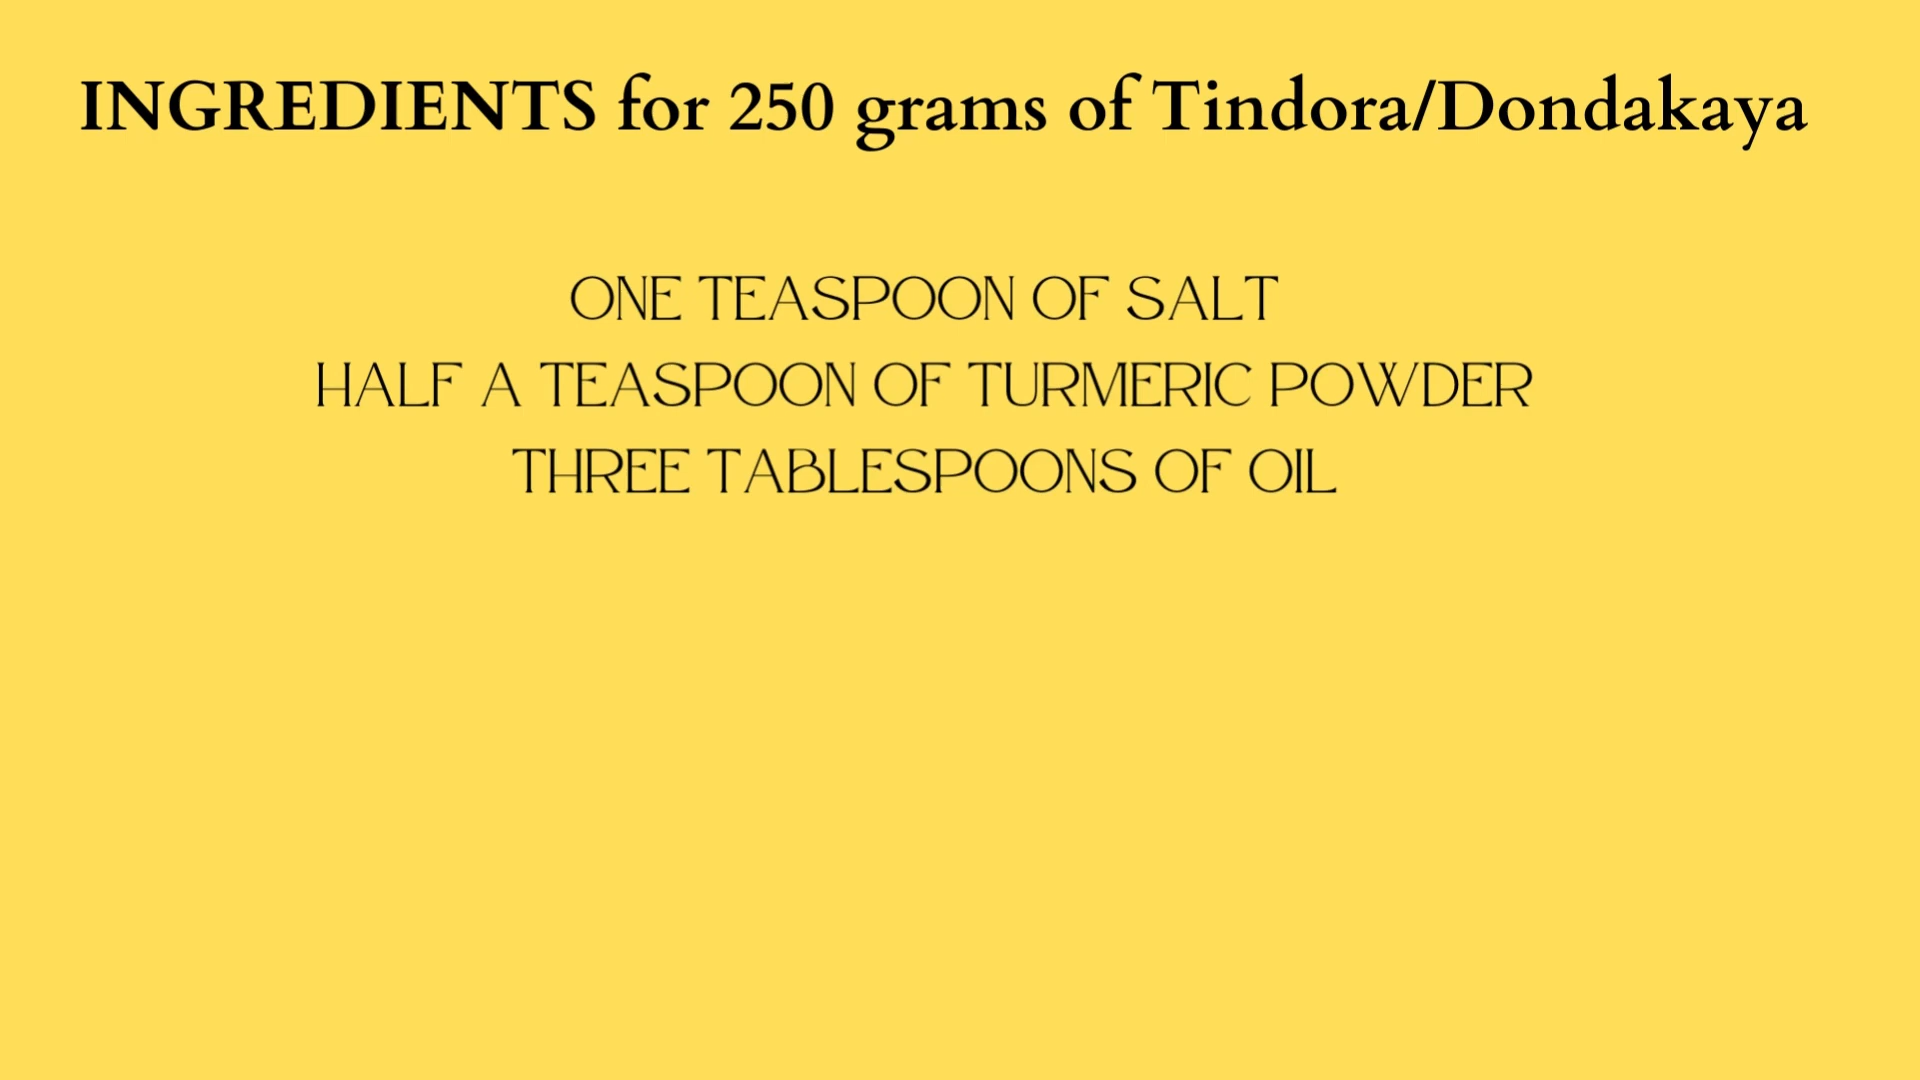 INGREDIENTS for 250 grams of Tindora/Dondakaya
ONE TEASPOON OF SALT
HALF A TEASPOON OF TURMERIC POWDER
THREE TABLESPOONS OF OIL